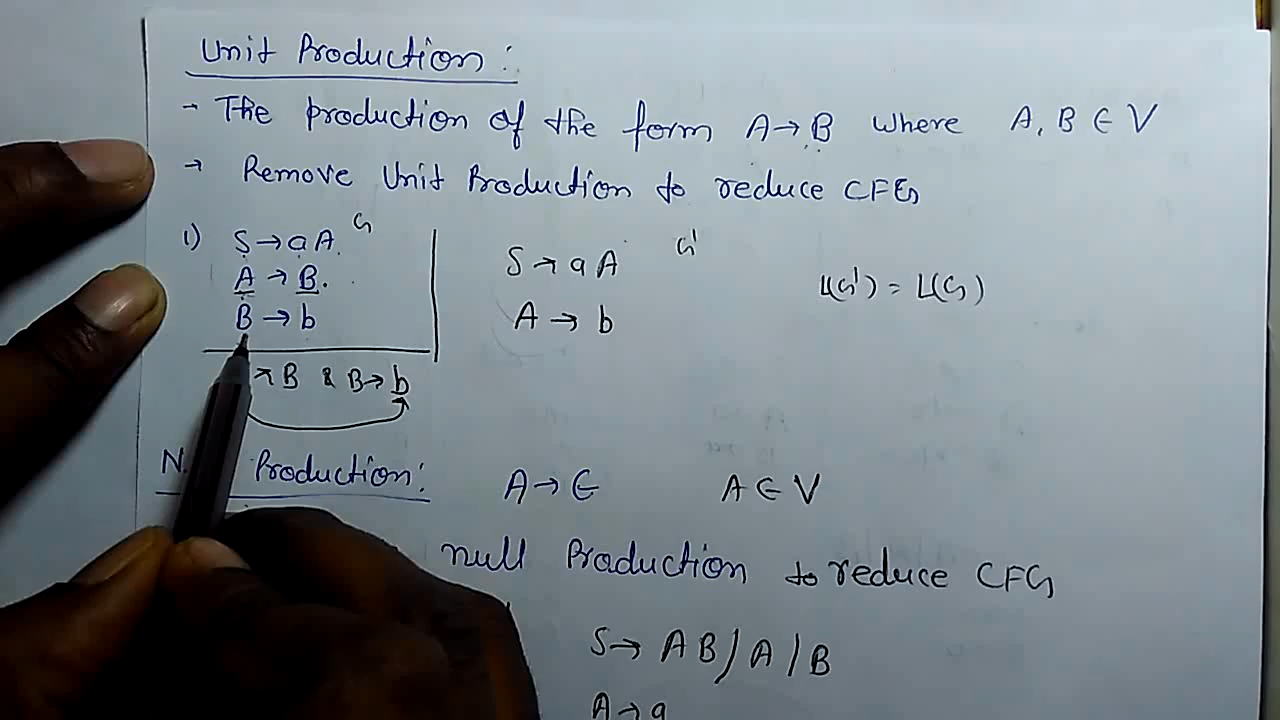 Unit Production :
- The production of the form A → B where A, B ∈ V
→ Remove Unit Production to reduce CFG
1) S → aA. G
A → B.
B → b
→ B & B → b
S → aA G'
A → b
L(G') = L(G)
Production : A → ∈ A ∈ V
null Production to reduce CFG
S → AB / A / B
A → a